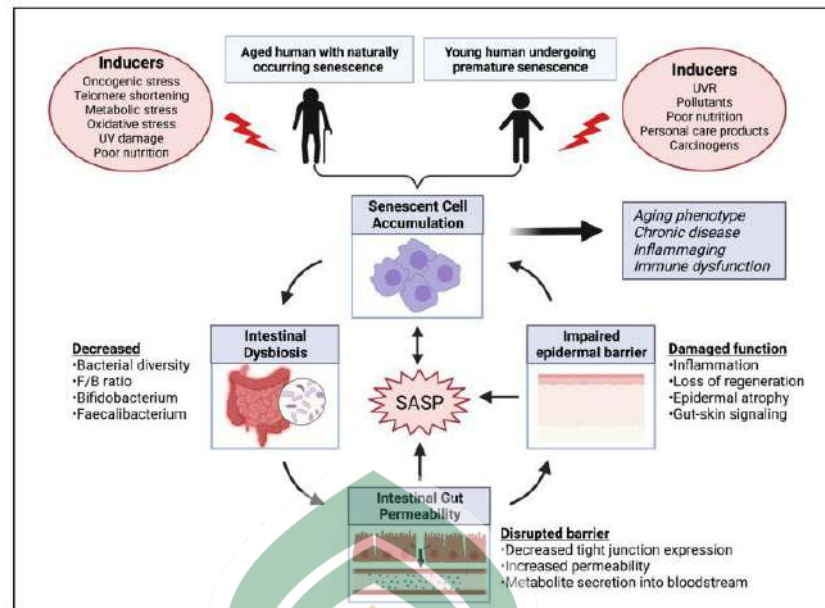 Inducers
Oncogenic stress
Telomere shortening
Metabolic stress
Oxidative stress
UV damage
Poor nutrition
Aged human with naturally
occurring senescence
Young human undergoing
premature senescence
Inducers
UVR
Pollutants
Poor nutrition
Personal care products
Carcinogens
Senescent Cell
Accumulation
Aging phenotype
Chronic disease
Inflammaging
Immune dysfunction
Decreased
•Bacterial diversity
•F/B ratio
•Bifidobacterium
•Faecalibacterium
Intestinal
Dysbiosis
SASP
Impaired
epidermal barrier
Damaged function
•Inflammation
•Loss of regeneration
•Epidermal atrophy
•Gut-skin signaling
Intestinal Gut
Permeability
Disrupted barrier
•Decreased tight junction expression
•Increased permeability
•Metabolite secretion into bloodstream